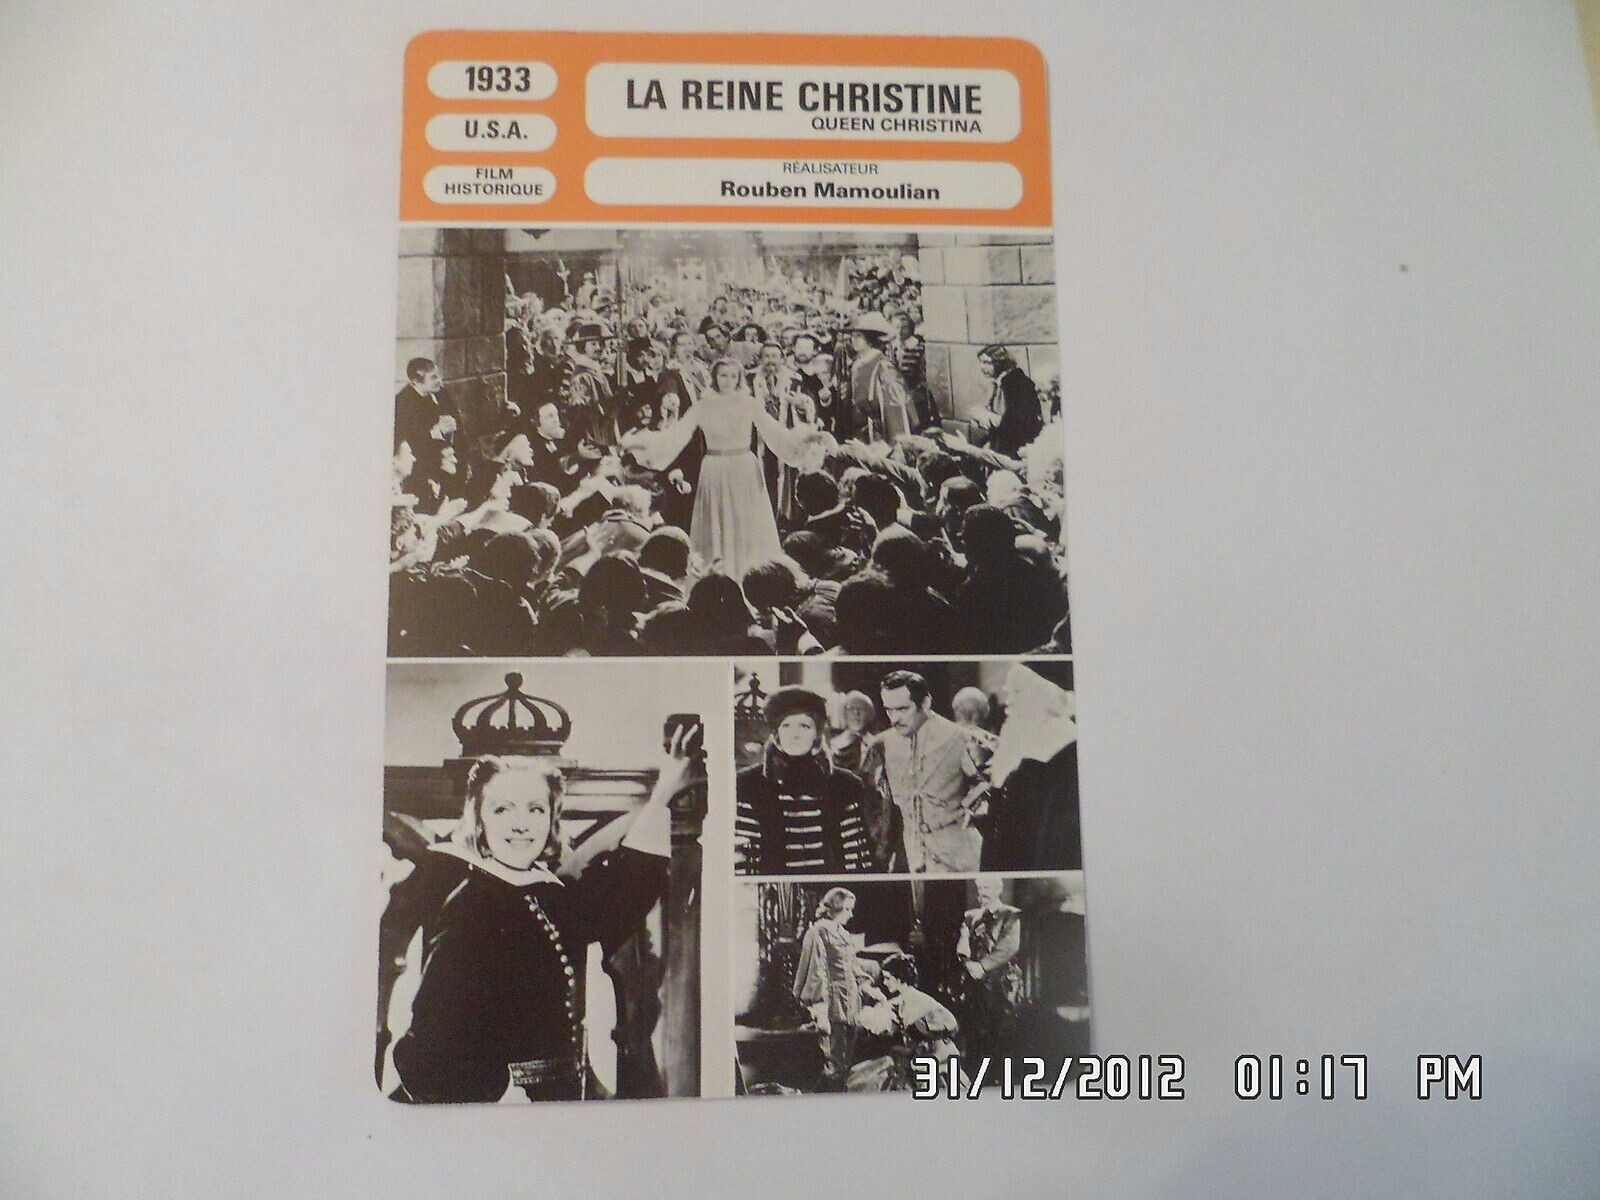 1933
U.S.A.
FILM
HISTORIQUE
LA REINE CHRISTINE
QUEEN CHRISTINA
RÉALISATEUR
Rouben Mamoulian
31/12/2012 01:17 PM